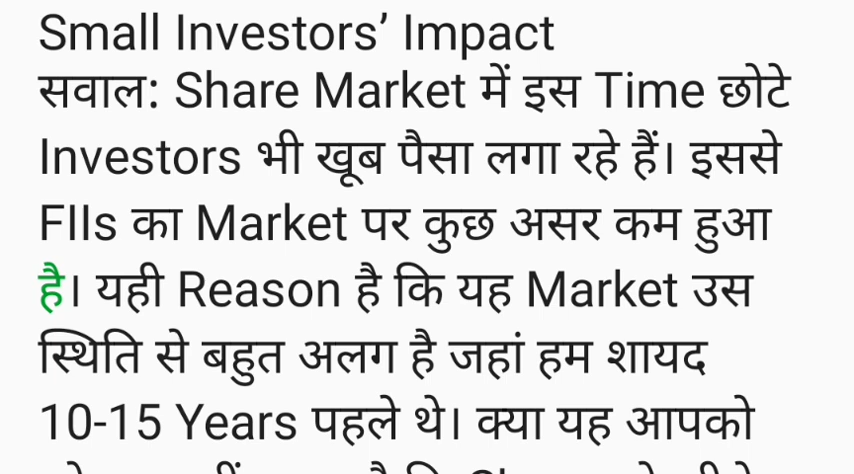 Small Investors’ Impact
सवाल: Share Market में इस Time छोटे
Investors भी खूब पैसा लगा रहे हैं। इससे
FIIs का Market पर कुछ असर कम हुआ
है। यही Reason है कि यह Market उस
स्थिति से बहुत अलग है जहां हम शायद
10-15 Years पहले थे। क्या यह आपको